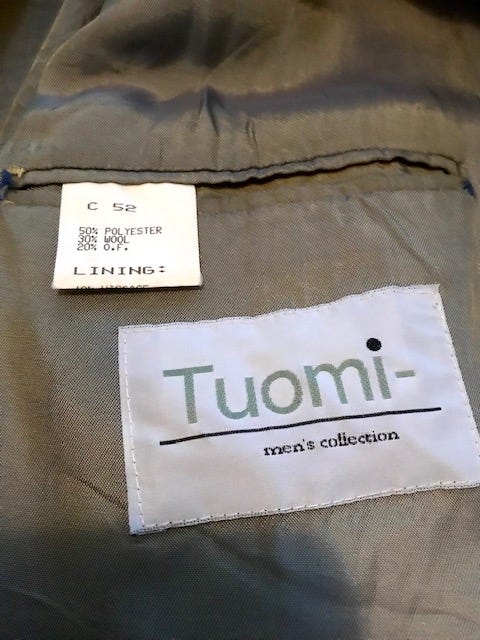 C 52
50% POLYESTER
30% WOOL
20% O.F.
LINING:
Tuomi-
men's collection